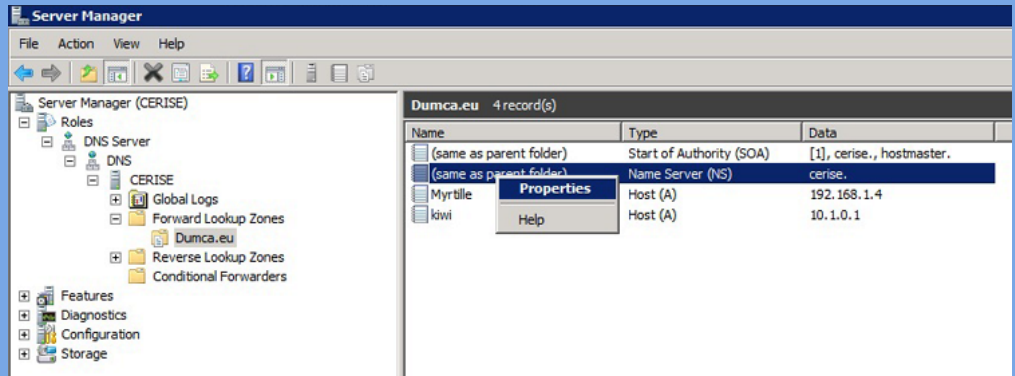 Server Manager
File Action View Help
Server Manager (CERISE)
Roles
DNS Server
DNS
CERISE
Global Logs
Forward Lookup Zones
Dumca.eu
Reverse Lookup Zones
Conditional Forwarders
Features
Diagnostics
Configuration
Storage
Dumca.eu 4 record(s)
Name Type Data
(same as parent folder) Start of Authority (SOA) [1], cerise., hostmaster.
(same as parent folder) Name Server (NS) cerise.
Myrtille Host (A) 192.168.1.4
kiwi Host (A) 10.1.0.1
Properties
Help